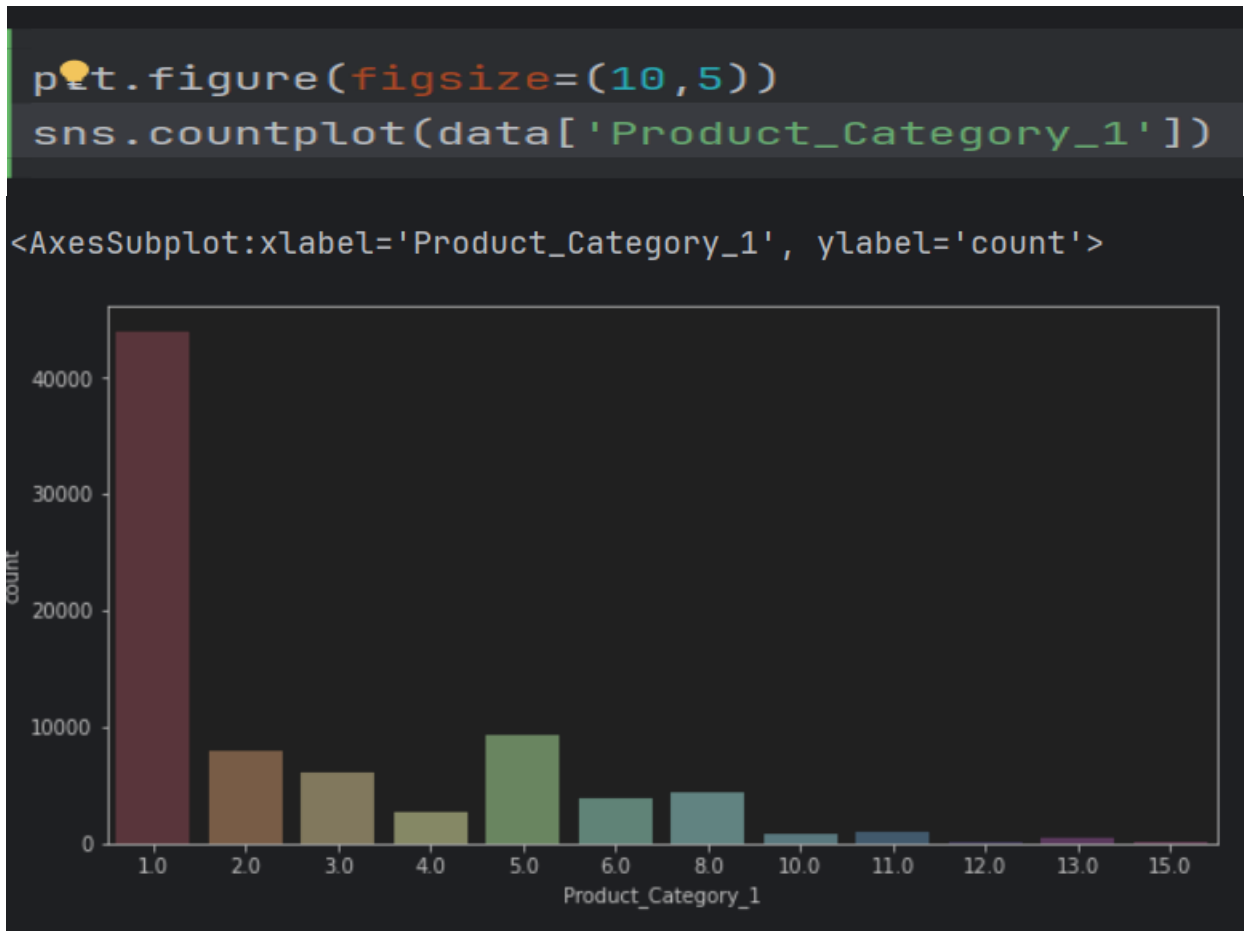 plt.figure(figsize=(10,5))
sns.countplot(data['Product_Category_1'])
<AxesSubplot:xlabel='Product_Category_1', ylabel='count'>
40000
30000
20000
10000
0
count
1.0 2.0 3.0 4.0 5.0 6.0 8.0 10.0 11.0 12.0 13.0 15.0
Product_Category_1